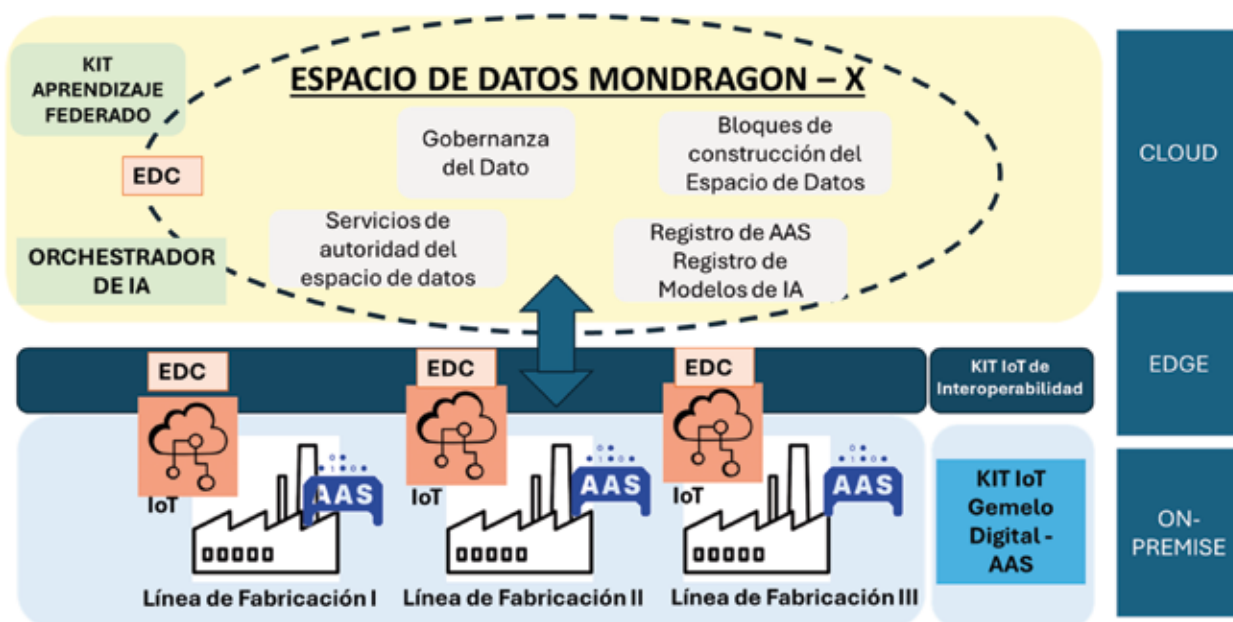 KIT
APRENDIZAJE
FEDERADO
ESPACIO DE DATOS MONDRAGON – X
Gobernanza
del Dato
Bloques de
construcción del
Espacio de Datos
EDC
Servicios de
autoridad del
espacio de datos
Registro de AAS
Registro de
Modelos de IA
ORCHESTRADOR
DE IA
CLOUD
EDC
EDC
EDC
KIT IoT de
Interoperabilidad
EDGE
IoT
AAS
IoT
AAS
IoT
AAS
Línea de Fabricación I
Línea de Fabricación II
Línea de Fabricación III
KIT IoT
Gemelo
Digital -
AAS
ON-
PREMISE